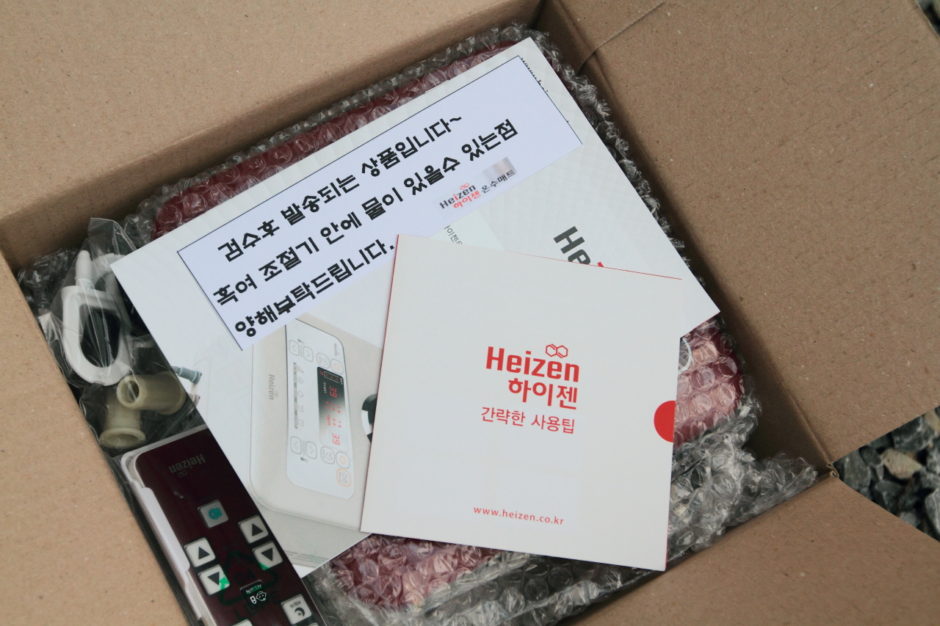 검수후 발송되는 상품입니다~
혹여 조절기 안에 물이 있을수 있는점
양해부탁드립니다.
Heizen
하이젠 온수매트
Heizen
하이젠
간략한 사용팁
www.heizen.co.kr
Heizen
Heizen